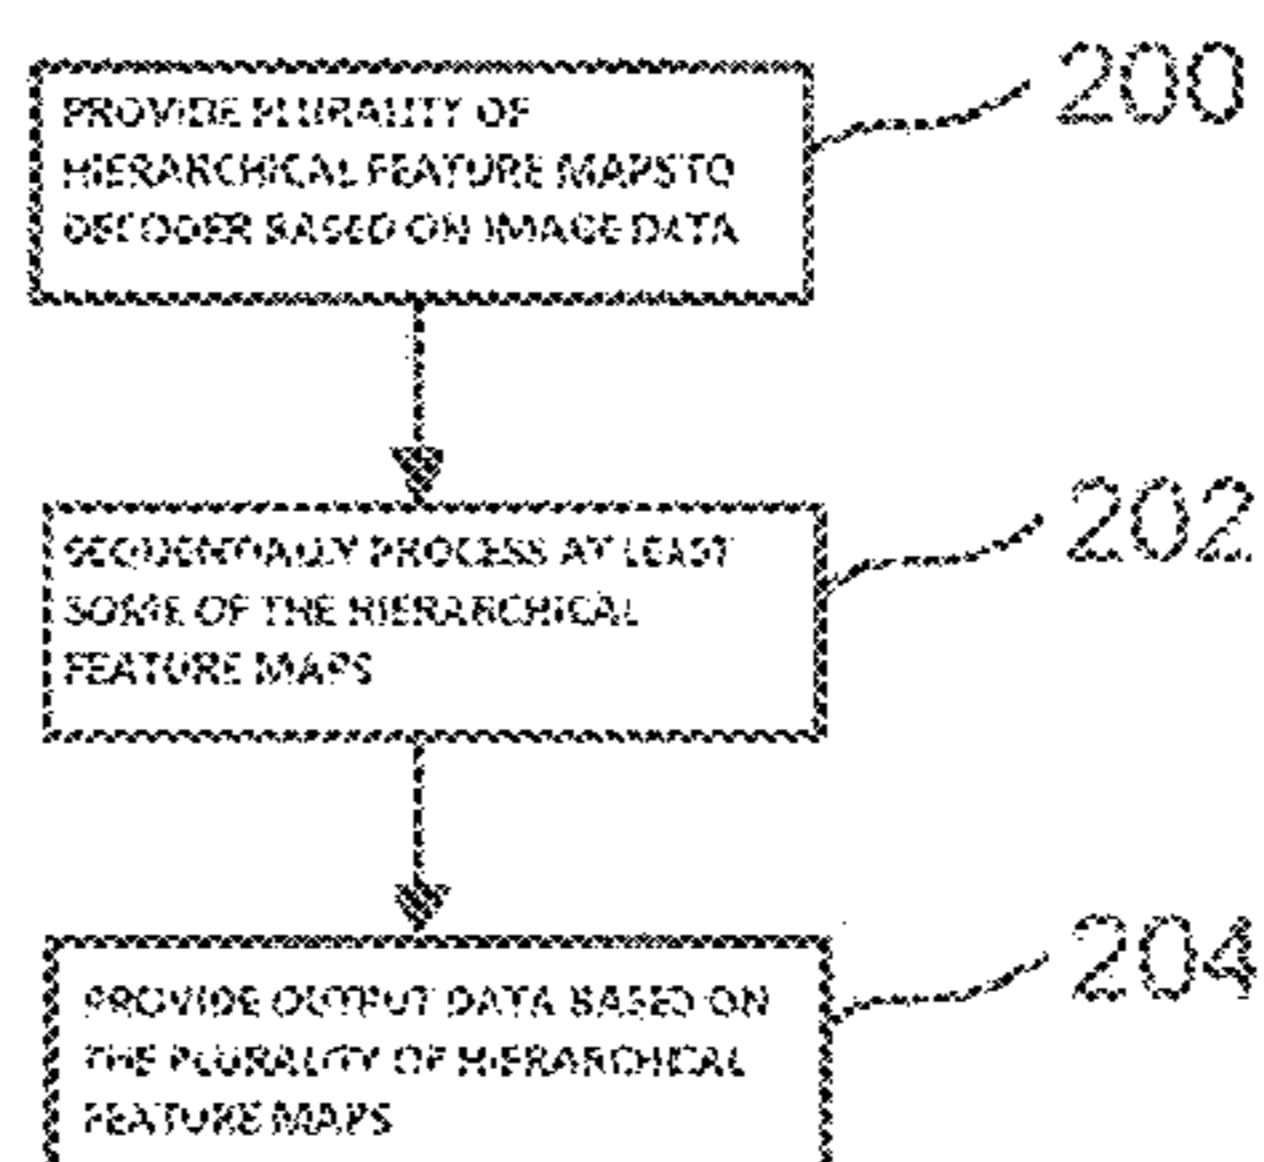 PROVIDE PLURALITY OF
HIERARCHICAL FEATURE MAPS TO
DECODER BASED ON IMAGE DATA
200
SEQUENTIALLY PROCESS AT LEAST
SOME OF THE HIERARCHICAL
FEATURE MAPS
202
PROVIDE OUTPUT DATA BASED ON
THE PLURALITY OF HIERARCHICAL
FEATURE MAPS
204